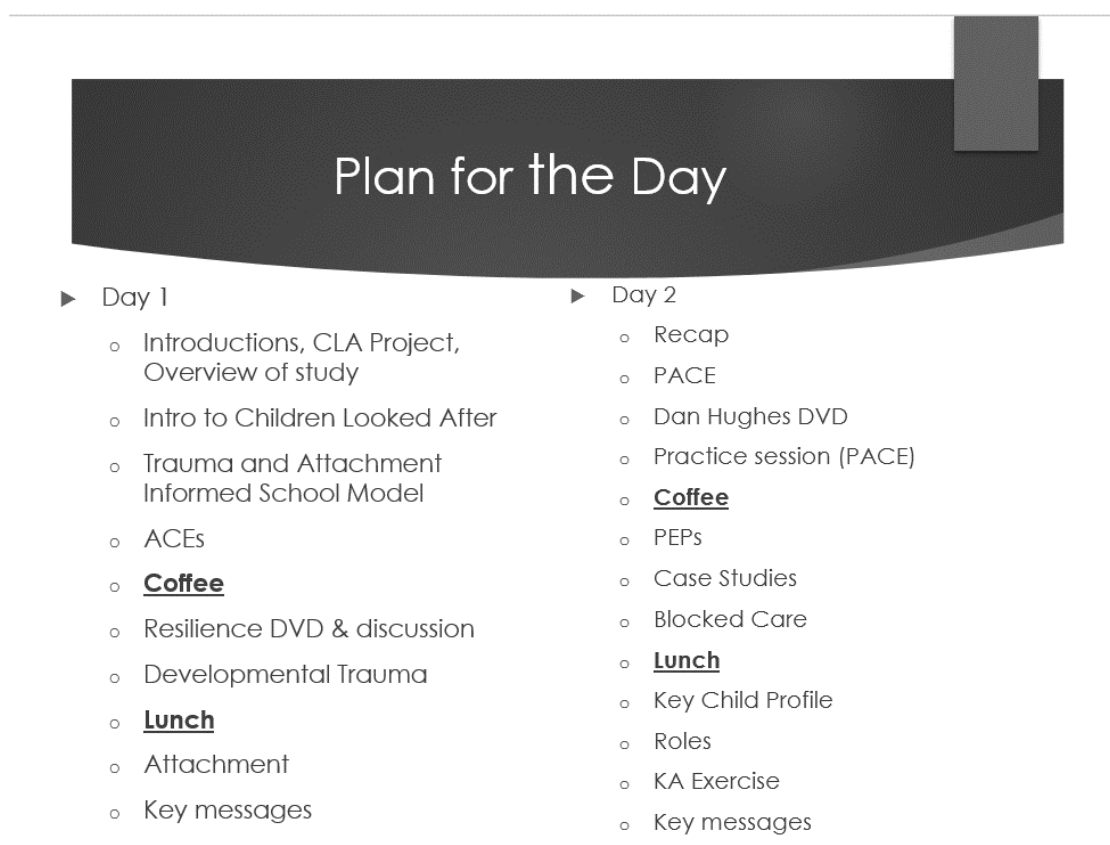 Plan for the Day
Day 1
Introductions, CLA Project,
Overview of study
Intro to Children Looked After
Trauma and Attachment
Informed School Model
ACEs
Coffee
Resilience DVD & discussion
Developmental Trauma
Lunch
Attachment
Key messages
Day 2
Recap
PACE
Dan Hughes DVD
Practice session (PACE)
Coffee
PEPs
Case Studies
Blocked Care
Lunch
Key Child Profile
Roles
KA Exercise
Key messages